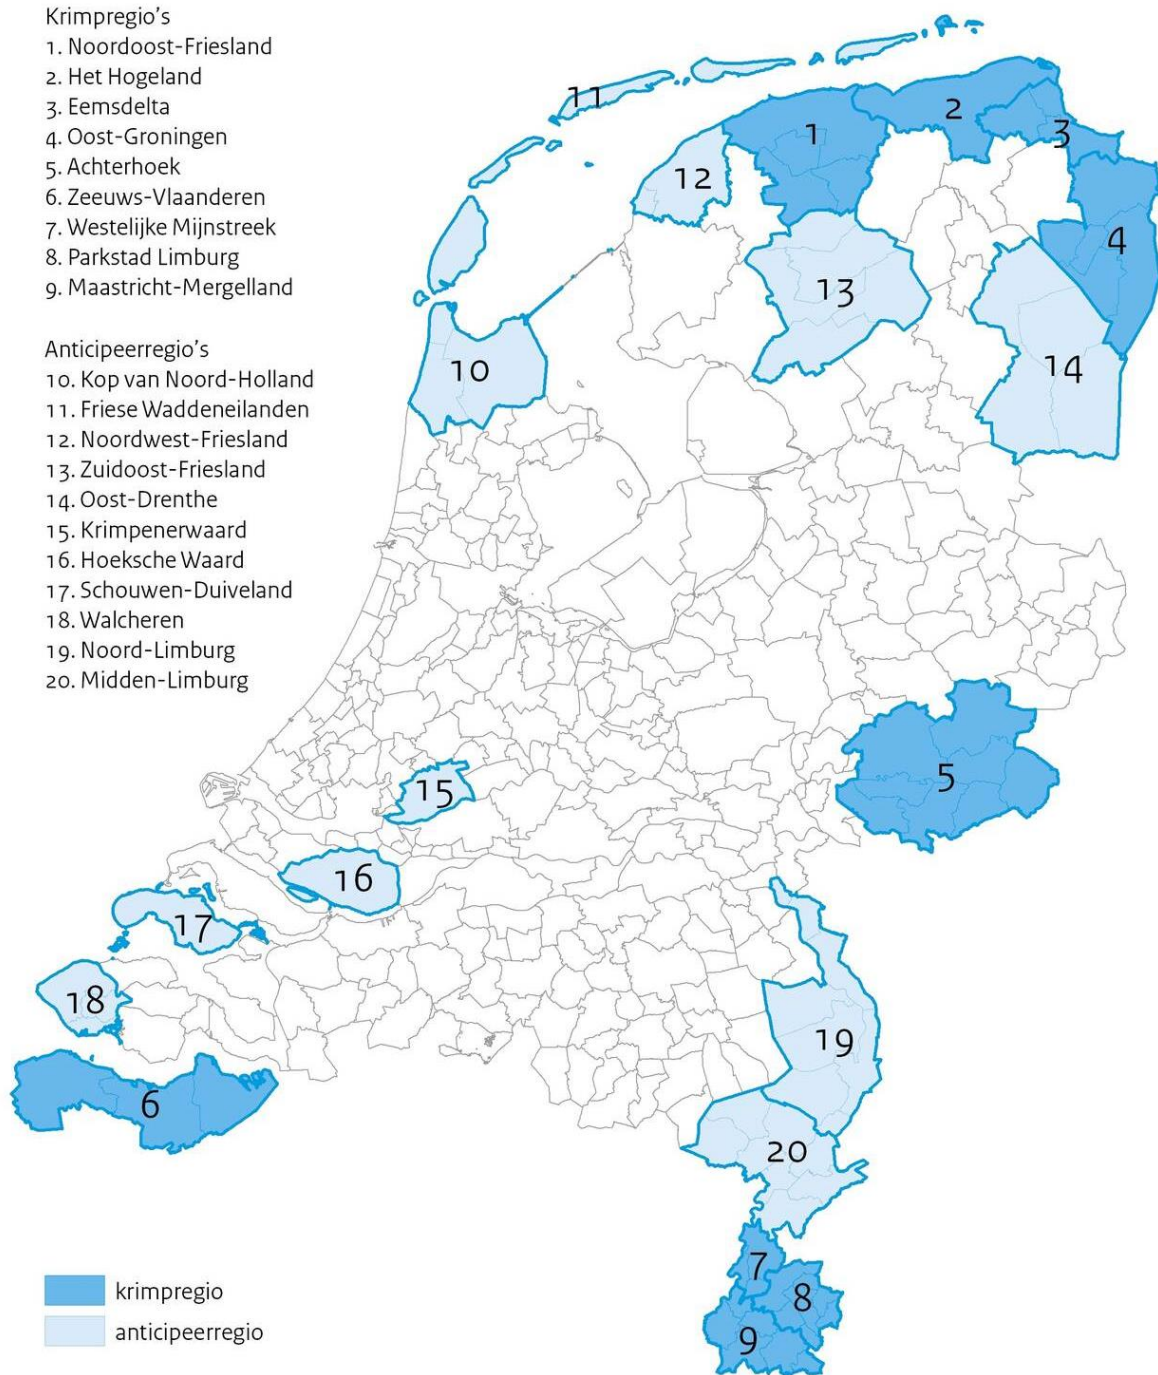 Krimpregio's
1. Noordoost-Friesland
2. Het Hogeland
3. Eemsdelta
4. Oost-Groningen
5. Achterhoek
6. Zeeuws-Vlaanderen
7. Westelijke Mijnstreek
8. Parkstad Limburg
9. Maastricht-Mergelland
Anticipeerregio's
10. Kop van Noord-Holland
11. Friese Waddeneilanden
12. Noordwest-Friesland
13. Zuidoost-Friesland
14. Oost-Drenthe
15. Krimpenerwaard
16. Hoeksche Waard
17. Schouwen-Duiveland
18. Walcheren
19. Noord-Limburg
20. Midden-Limburg
11
2
1
3
12
4
13
14
10
5
15
16
17
18
19
6
20
7
8
9
krimpregio
anticipeerregio